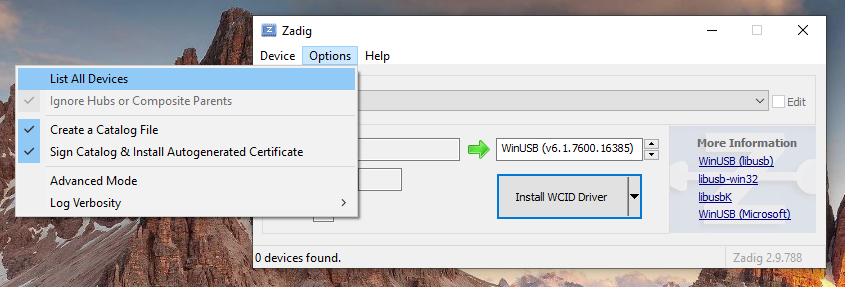 Zadig
Device Options Help
List All Devices
Ignore Hubs or Composite Parents
Create a Catalog File
Sign Catalog & Install Autogenerated Certificate
Advanced Mode
Log Verbosity
Edit
WinUSB (v6.1.7600.16385)
Install WCID Driver
More Information
WinUSB (libusb)
libusb-win32
libusbK
WinUSB (Microsoft)
0 devices found.
Zadig 2.9.788